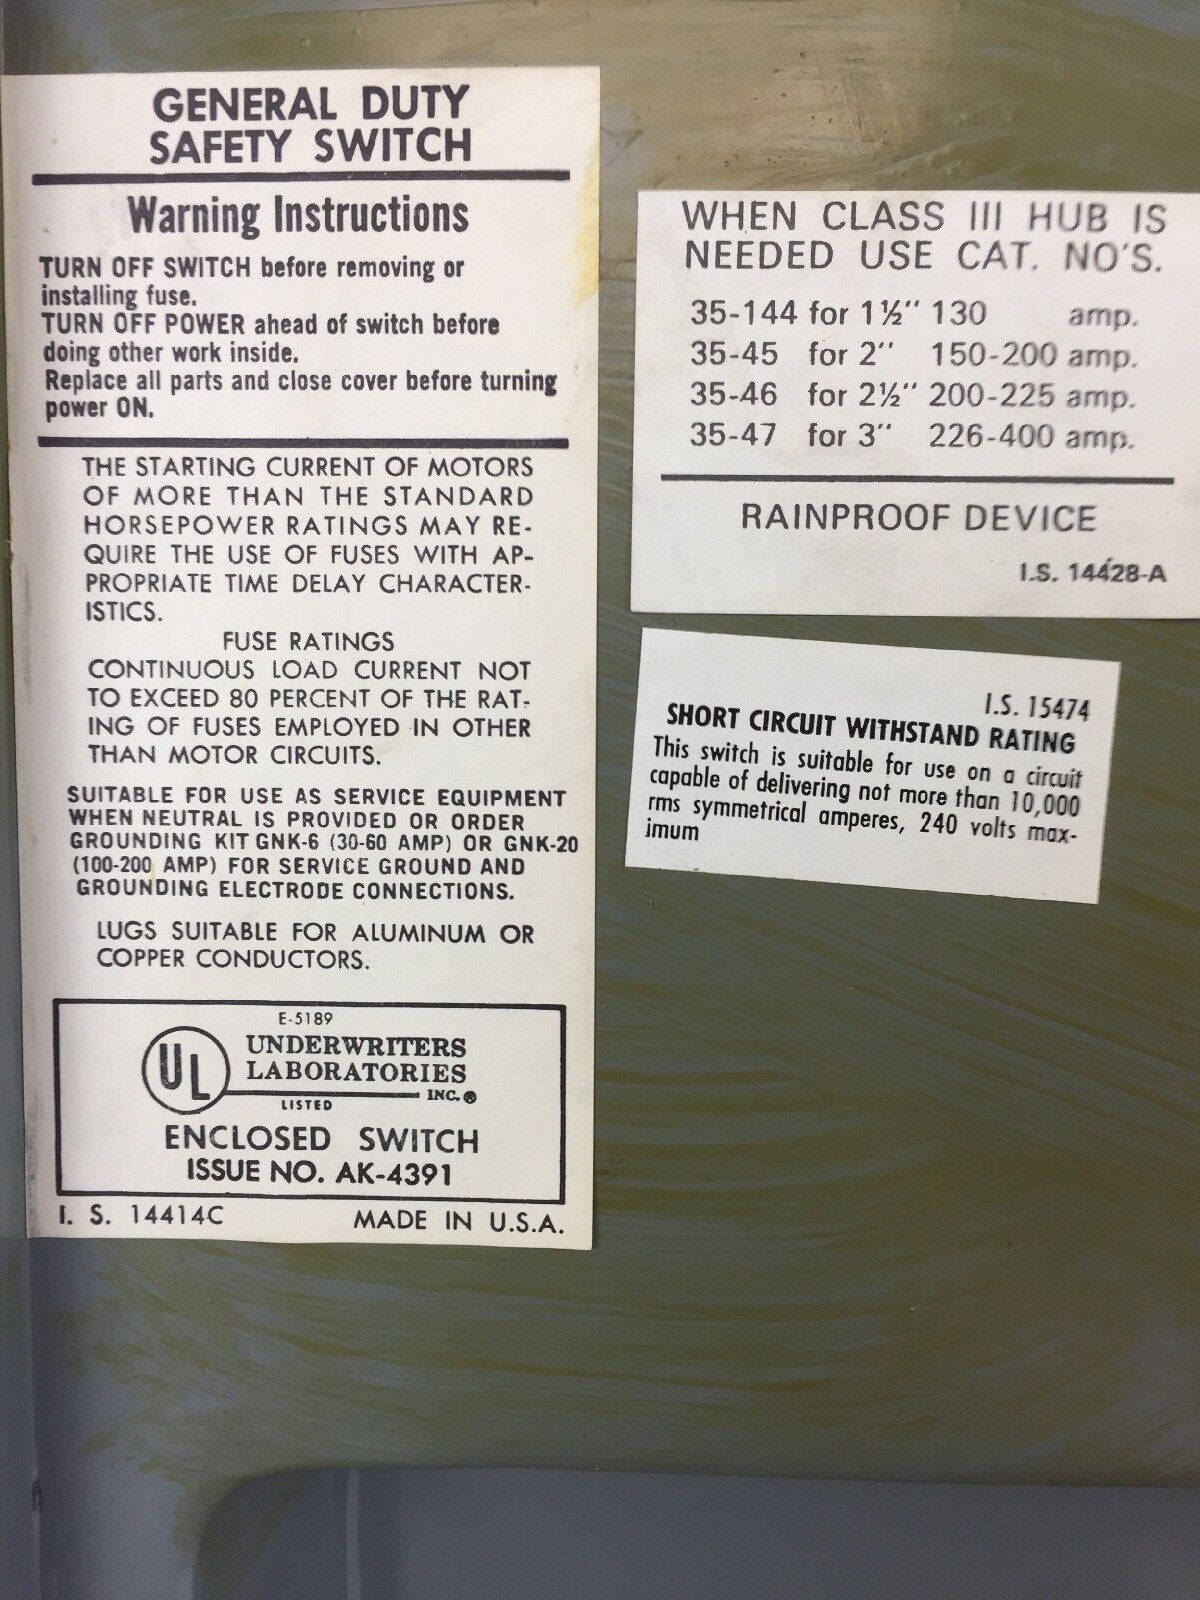 GENERAL DUTY
SAFETY SWITCH
Warning Instructions
TURN OFF SWITCH before removing or
installing fuse.
TURN OFF POWER ahead of switch before
doing other work inside.
Replace all parts and close cover before turning
power ON.
THE STARTING CURRENT OF MOTORS
OF MORE THAN THE STANDARD
HORSEPOWER RATINGS MAY RE-
QUIRE THE USE OF FUSES WITH AP-
PROPRIATE TIME DELAY CHARACTER-
ISTICS.
FUSE RATINGS
CONTINUOUS LOAD CURRENT NOT
TO EXCEED 80 PERCENT OF THE RAT-
ING OF FUSES EMPLOYED IN OTHER
THAN MOTOR CIRCUITS.
SUITABLE FOR USE AS SERVICE EQUIPMENT
WHEN NEUTRAL IS PROVIDED OR ORDER
GROUNDING KIT GNK-6 (30-60 AMP) OR GNK-20
(100-200 AMP) FOR SERVICE GROUND AND
GROUNDING ELECTRODE CONNECTIONS.
LUGS SUITABLE FOR ALUMINUM OR
COPPER CONDUCTORS.
E-5189
UL
UNDERWRITERS
LABORATORIES
INC.®
LISTED
ENCLOSED SWITCH
ISSUE NO. AK-4391
I. S. 14414C MADE IN U.S.A.
WHEN CLASS III HUB IS
NEEDED USE CAT. NO'S.
35-144 for 1½" 130 amp.
35-45 for 2" 150-200 amp.
35-46 for 2½" 200-225 amp.
35-47 for 3" 226-400 amp.
RAINPROOF DEVICE
I.S. 14428-A
I.S. 15474
SHORT CIRCUIT WITHSTAND RATING
This switch is suitable for use on a circuit
capable of delivering not more than 10,000
rms symmetrical amperes, 240 volts max-
imum